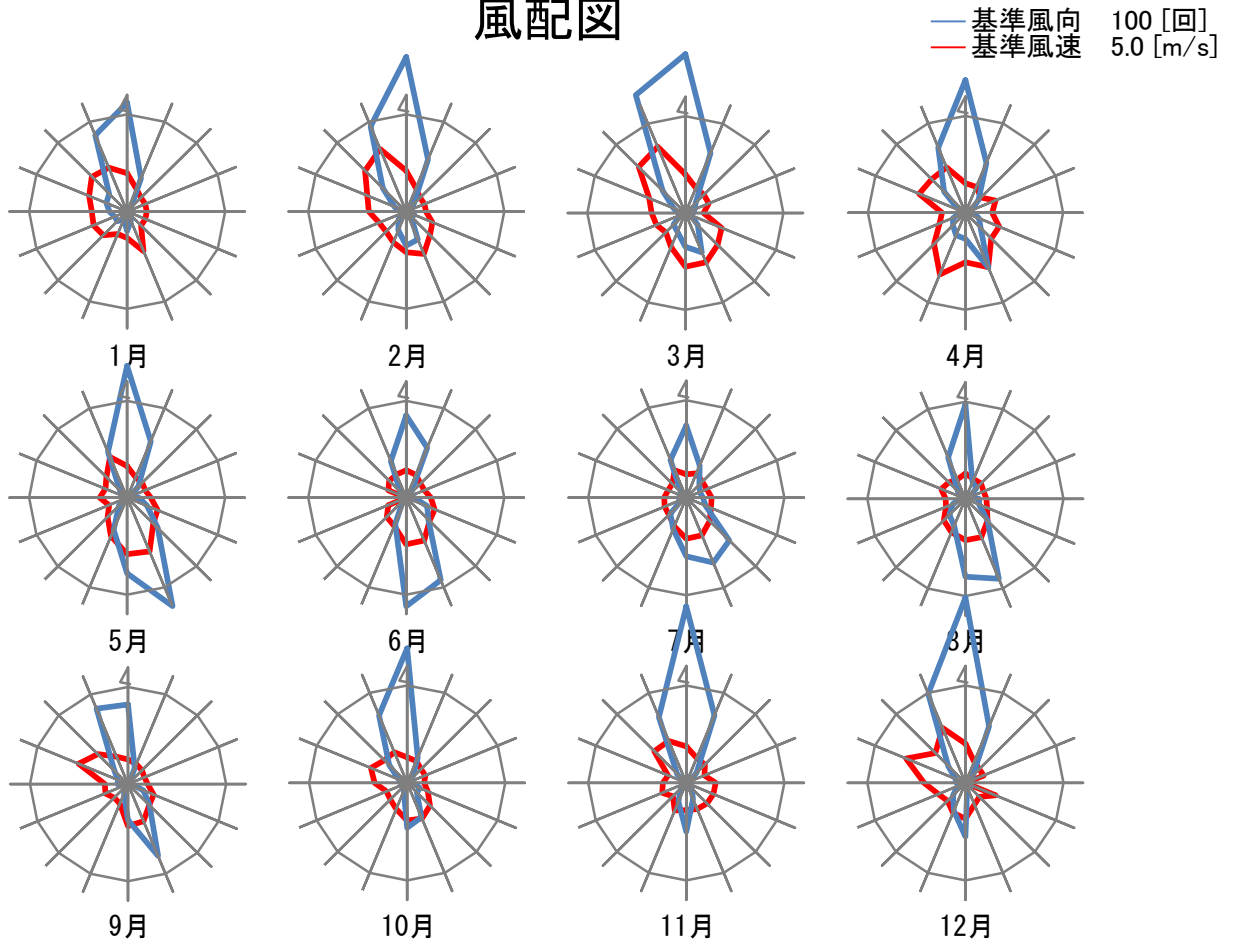 風配図
基準風向 100 [回]
基準風速 5.0 [m/s]
1月
2月
3月
4月
5月
6月
7月
8月
9月
10月
11月
12月